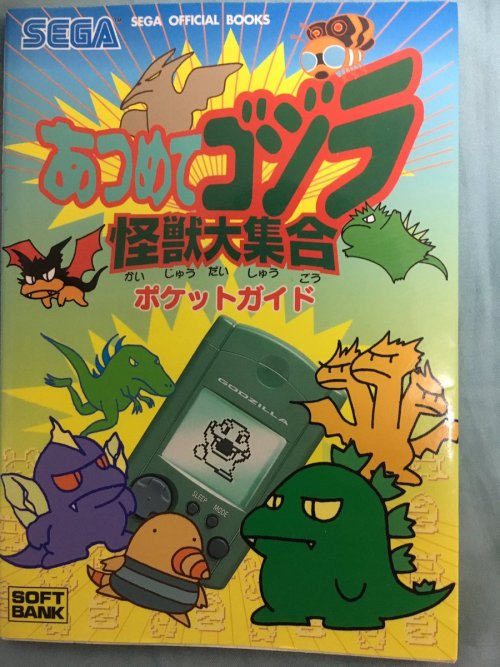 SEGA
SEGA OFFICIAL BOOKS
あつめてゴジラ
怪獣大集合
かいじゅうだいしゅうごう
ポケットガイド
GODZILLA
SLEEP
MODE
SOFT
BANK